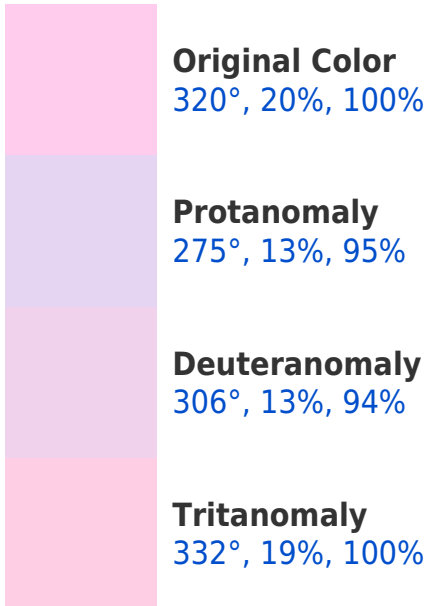 Original Color
320°, 20%, 100%
Protanomaly
275°, 13%, 95%
Deuteranomaly
306°, 13%, 94%
Tritanomaly
332°, 19%, 100%